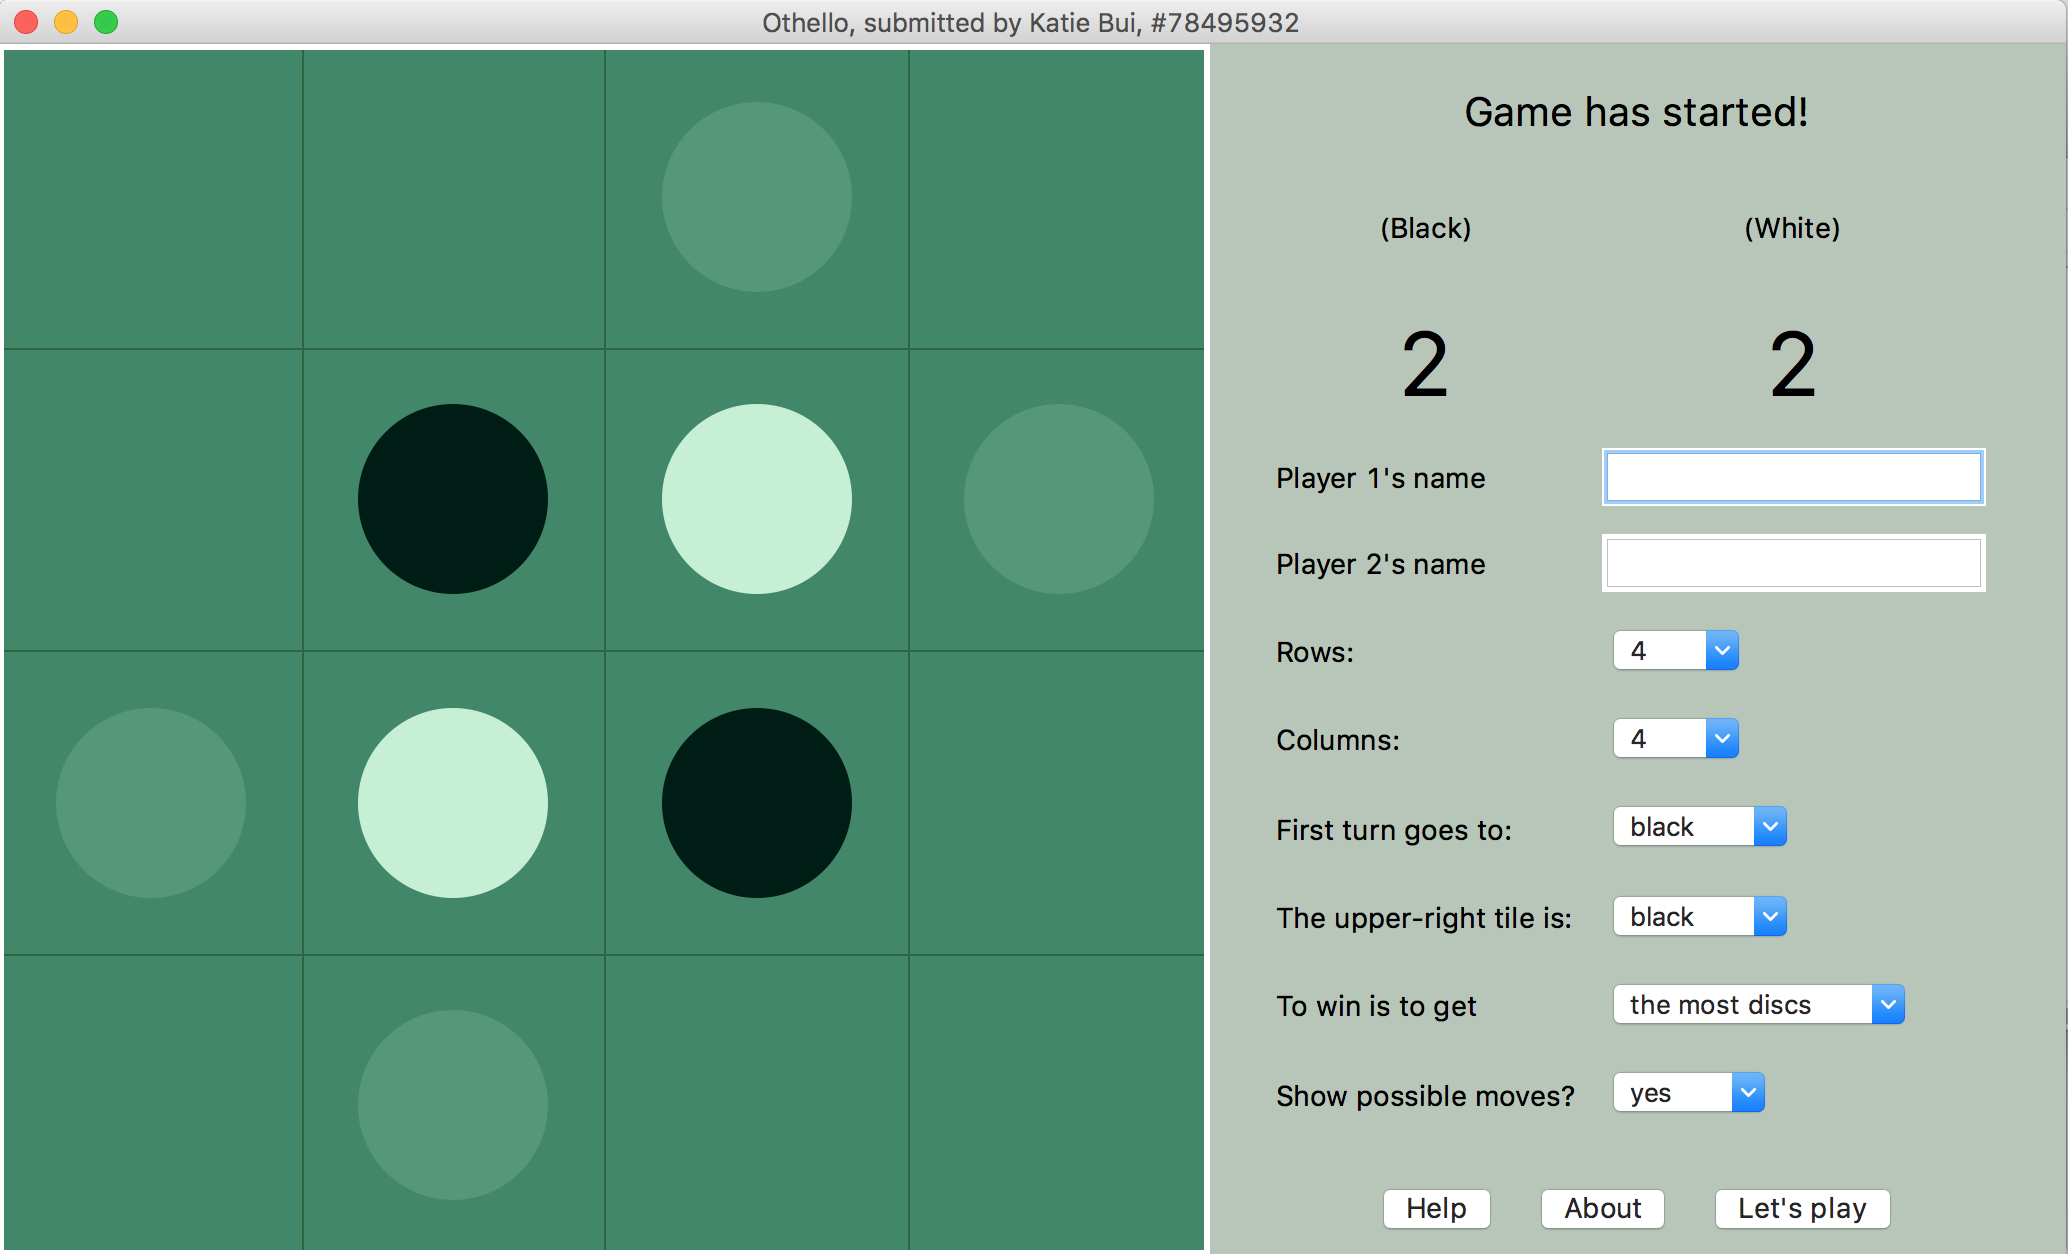 Othello, submitted by Katie Bui, #78495932
Game has started!
(Black) (White)
2 2
Player 1's name
Player 2's name
Rows: 4
Columns: 4
First turn goes to: black
The upper-right tile is: black
To win is to get the most discs
Show possible moves? yes
Help About Let's play